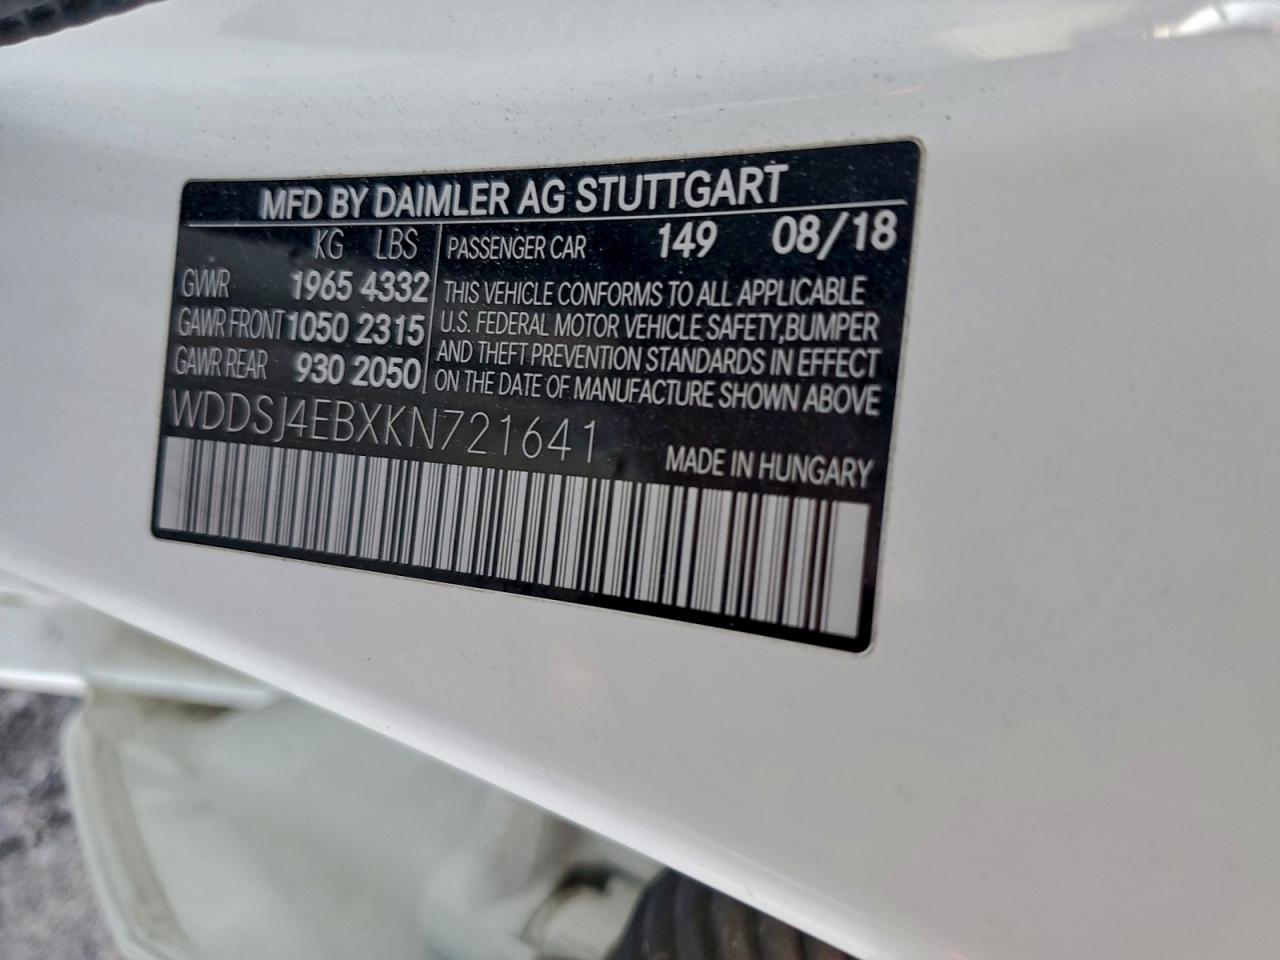 MFD BY DAIMLER AG STUTTGART
KG LBS
GVWR 1965 4332
GAWR FRONT 1050 2315
GAWR REAR 930 2050
PASSENGER CAR 149 08/18
THIS VEHICLE CONFORMS TO ALL APPLICABLE
U.S. FEDERAL MOTOR VEHICLE SAFETY,BUMPER
AND THEFT PREVENTION STANDARDS IN EFFECT
ON THE DATE OF MANUFACTURE SHOWN ABOVE
WDDSJ4EBXKN721641
MADE IN HUNGARY